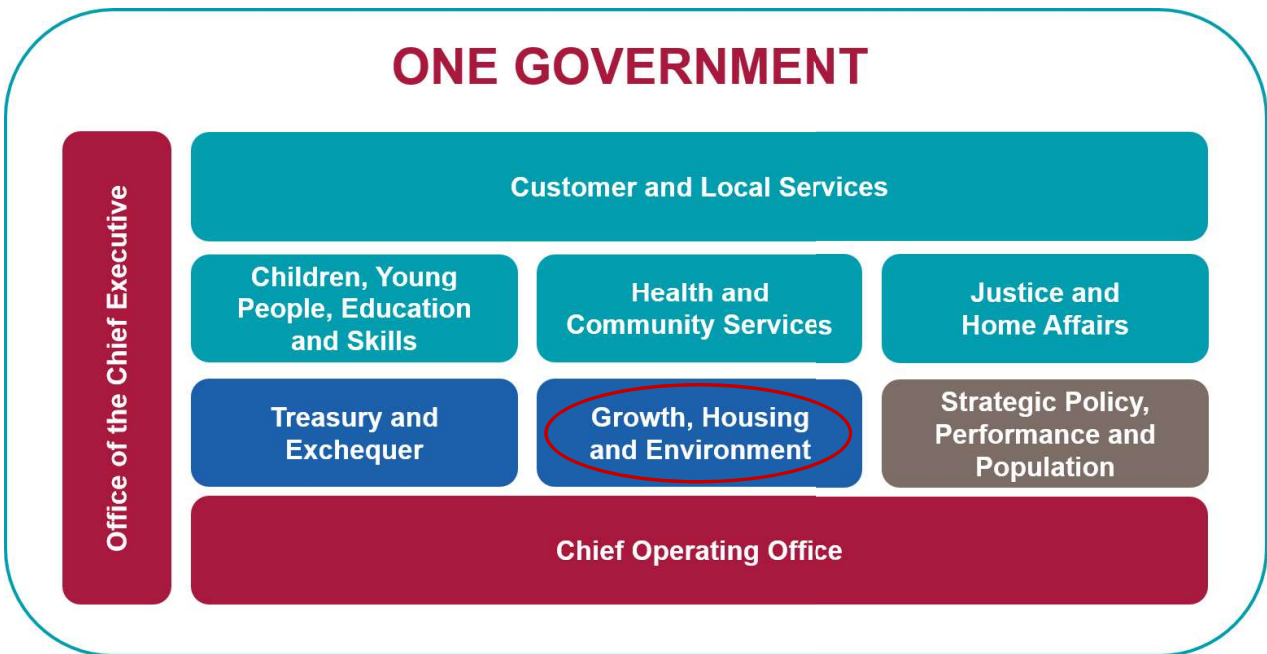 ONE GOVERNMENT
Office of the Chief Executive
Customer and Local Services
Children, Young
People, Education
and Skills
Health and
Community Services
Justice and
Home Affairs
Treasury and
Exchequer
Growth, Housing
and Environment
Strategic Policy,
Performance and
Population
Chief Operating Office